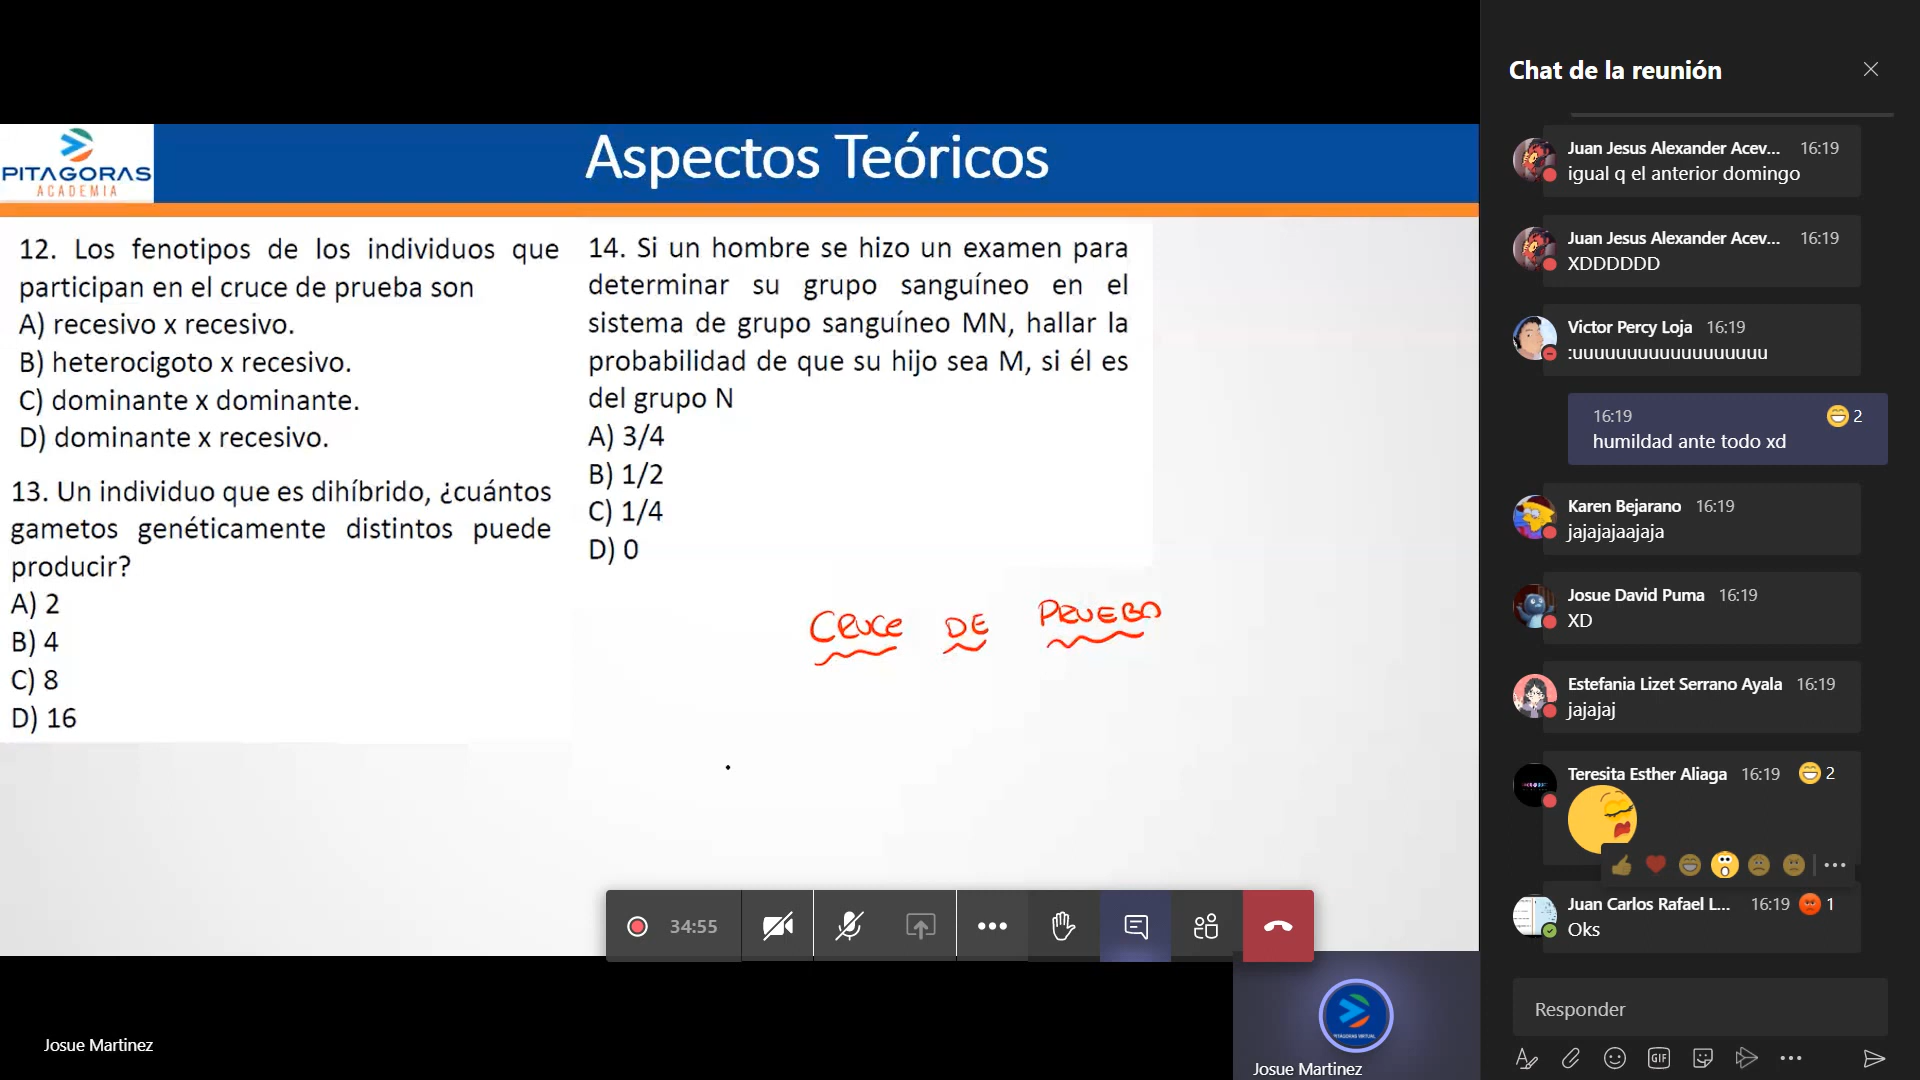 PITAGORAS
ACADEMIA
Aspectos Teóricos
12. Los fenotipos de los individuos que
participan en el cruce de prueba son
A) recesivo x recesivo.
B) heterocigoto x recesivo.
C) dominante x dominante.
D) dominante x recesivo.
13. Un individuo que es dihíbrido, ¿cuántos
gametos genéticamente distintos puede
producir?
A) 2
B) 4
C) 8
D) 16
14. Si un hombre se hizo un examen para
determinar su grupo sanguíneo en el
sistema de grupo sanguíneo MN, hallar la
probabilidad de que su hijo sea M, si él es
del grupo N
A) 3/4
B) 1/2
C) 1/4
D) 0
CRUCE DE PRUEBA
34:55
Josue Martinez
PITAGORAS VIRTUAL
Josue Martinez
Chat de la reunión
Juan Jesus Alexander Acev... 16:19
igual q el anterior domingo
Juan Jesus Alexander Acev... 16:19
XDDDDDD
Victor Percy Loja 16:19
:uuuuuuuuuuuuuuuuuu
16:19 2
humildad ante todo xd
Karen Bejarano 16:19
jajajajaajaja
Josue David Puma 16:19
XD
Estefania Lizet Serrano Ayala 16:19
jajajaj
Teresita Esther Aliaga 16:19 2
Juan Carlos Rafael L... 16:19 1
Oks
Responder
GIF